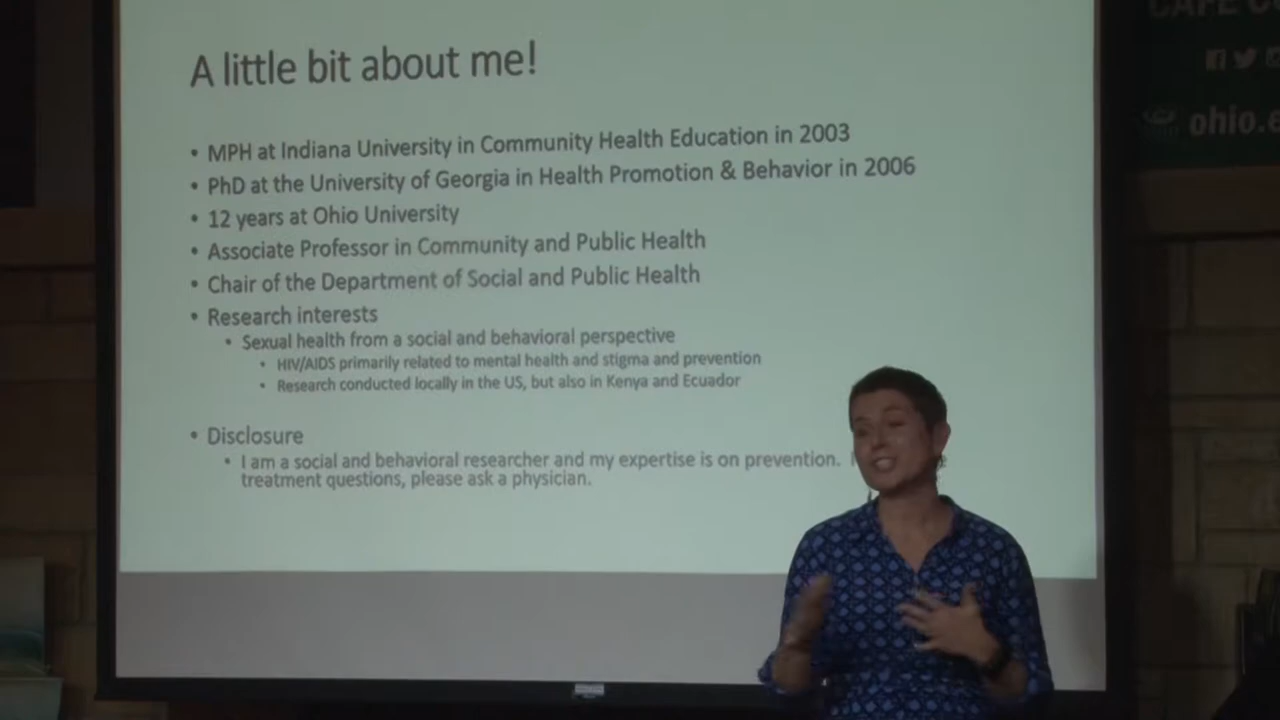 A little bit about me!
• MPH at Indiana University in Community Health Education in 2003
• PhD at the University of Georgia in Health Promotion & Behavior in 2006
• 12 years at Ohio University
• Associate Professor in Community and Public Health
• Chair of the Department of Social and Public Health
• Research interests
• Sexual health from a social and behavioral perspective
• HIV/AIDS primarily related to mental health and stigma and prevention
• Research conducted locally in the US, but also in Kenya and Ecuador
• Disclosure
• I am a social and behavioral researcher and my expertise is on prevention.
treatment questions, please ask a physician.
CAFE
ohio.e